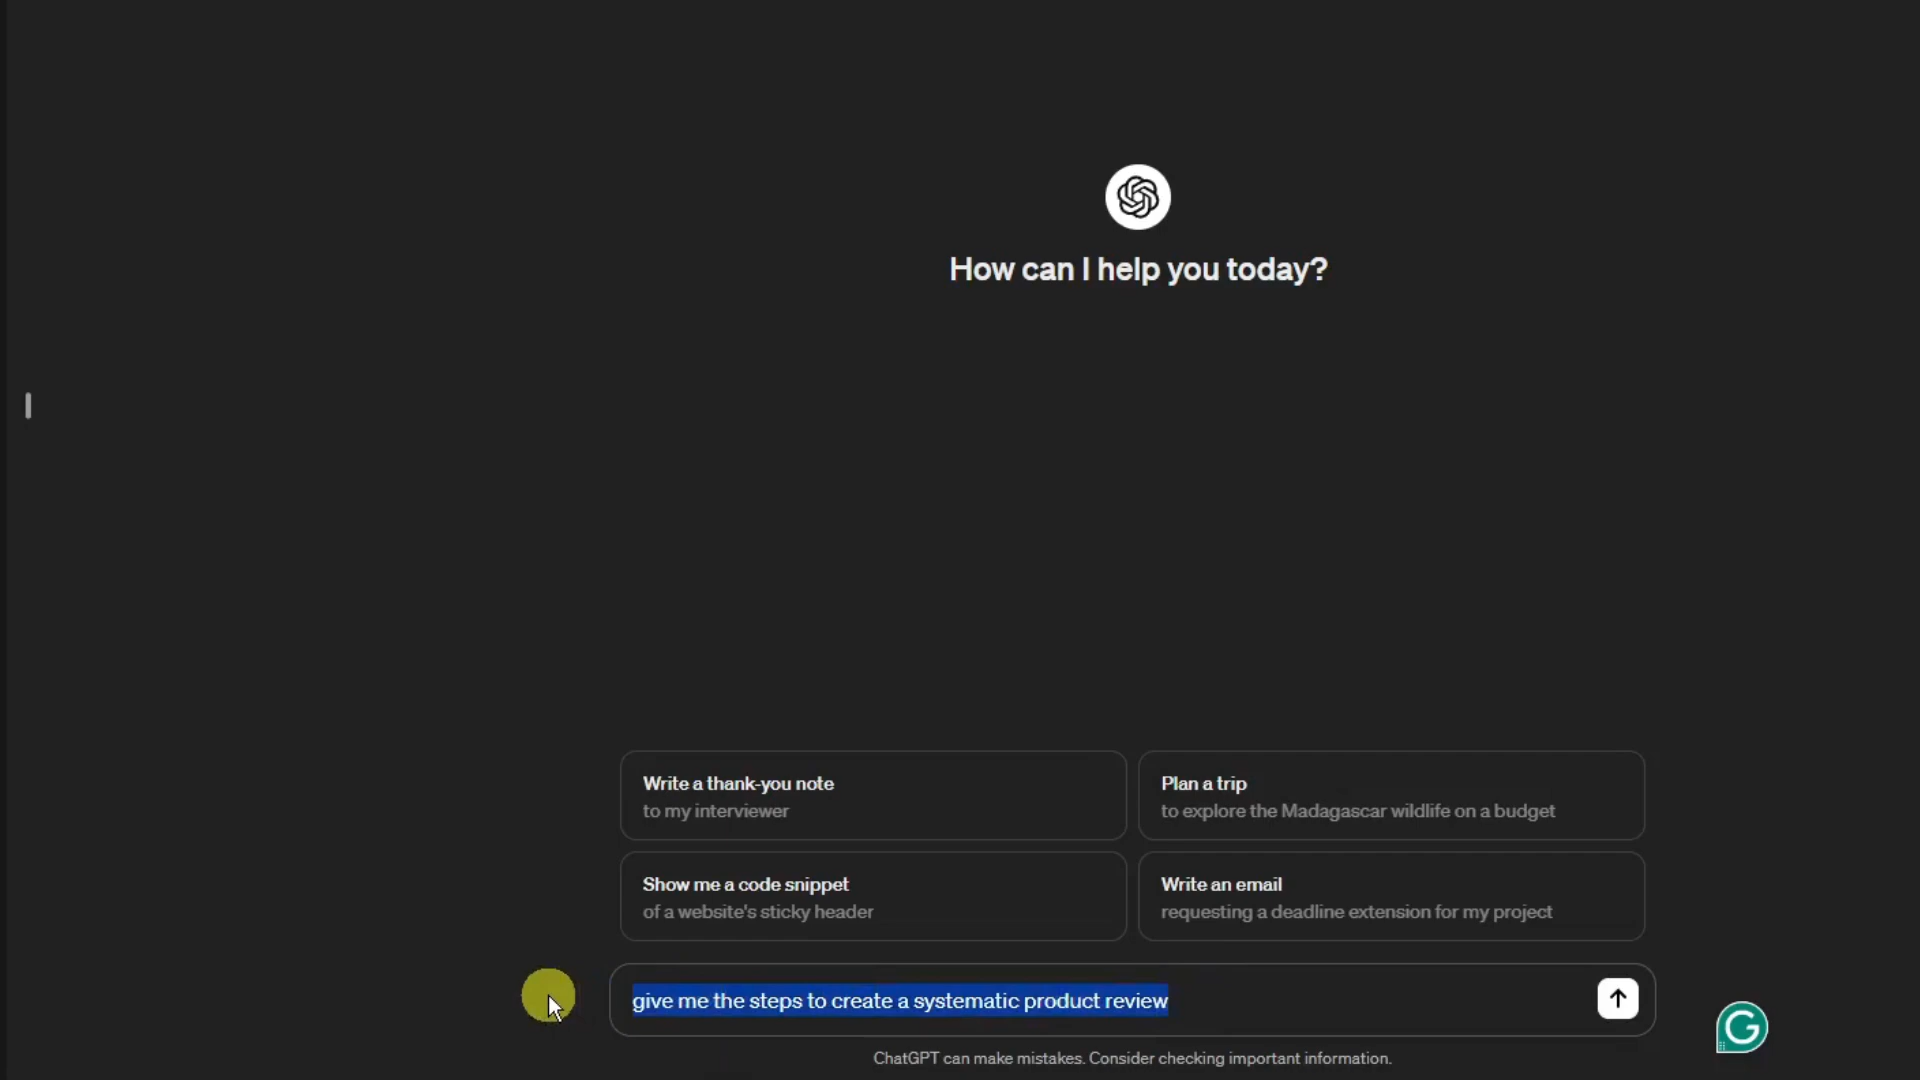 How can I help you today?
Write a thank-you note
to my interviewer
Plan a trip
to explore the Madagascar wildlife on a budget
Show me a code snippet
of a website's sticky header
Write an email
requesting a deadline extension for my project
give me the steps to create a systematic product review
ChatGPT can make mistakes. Consider checking important information.